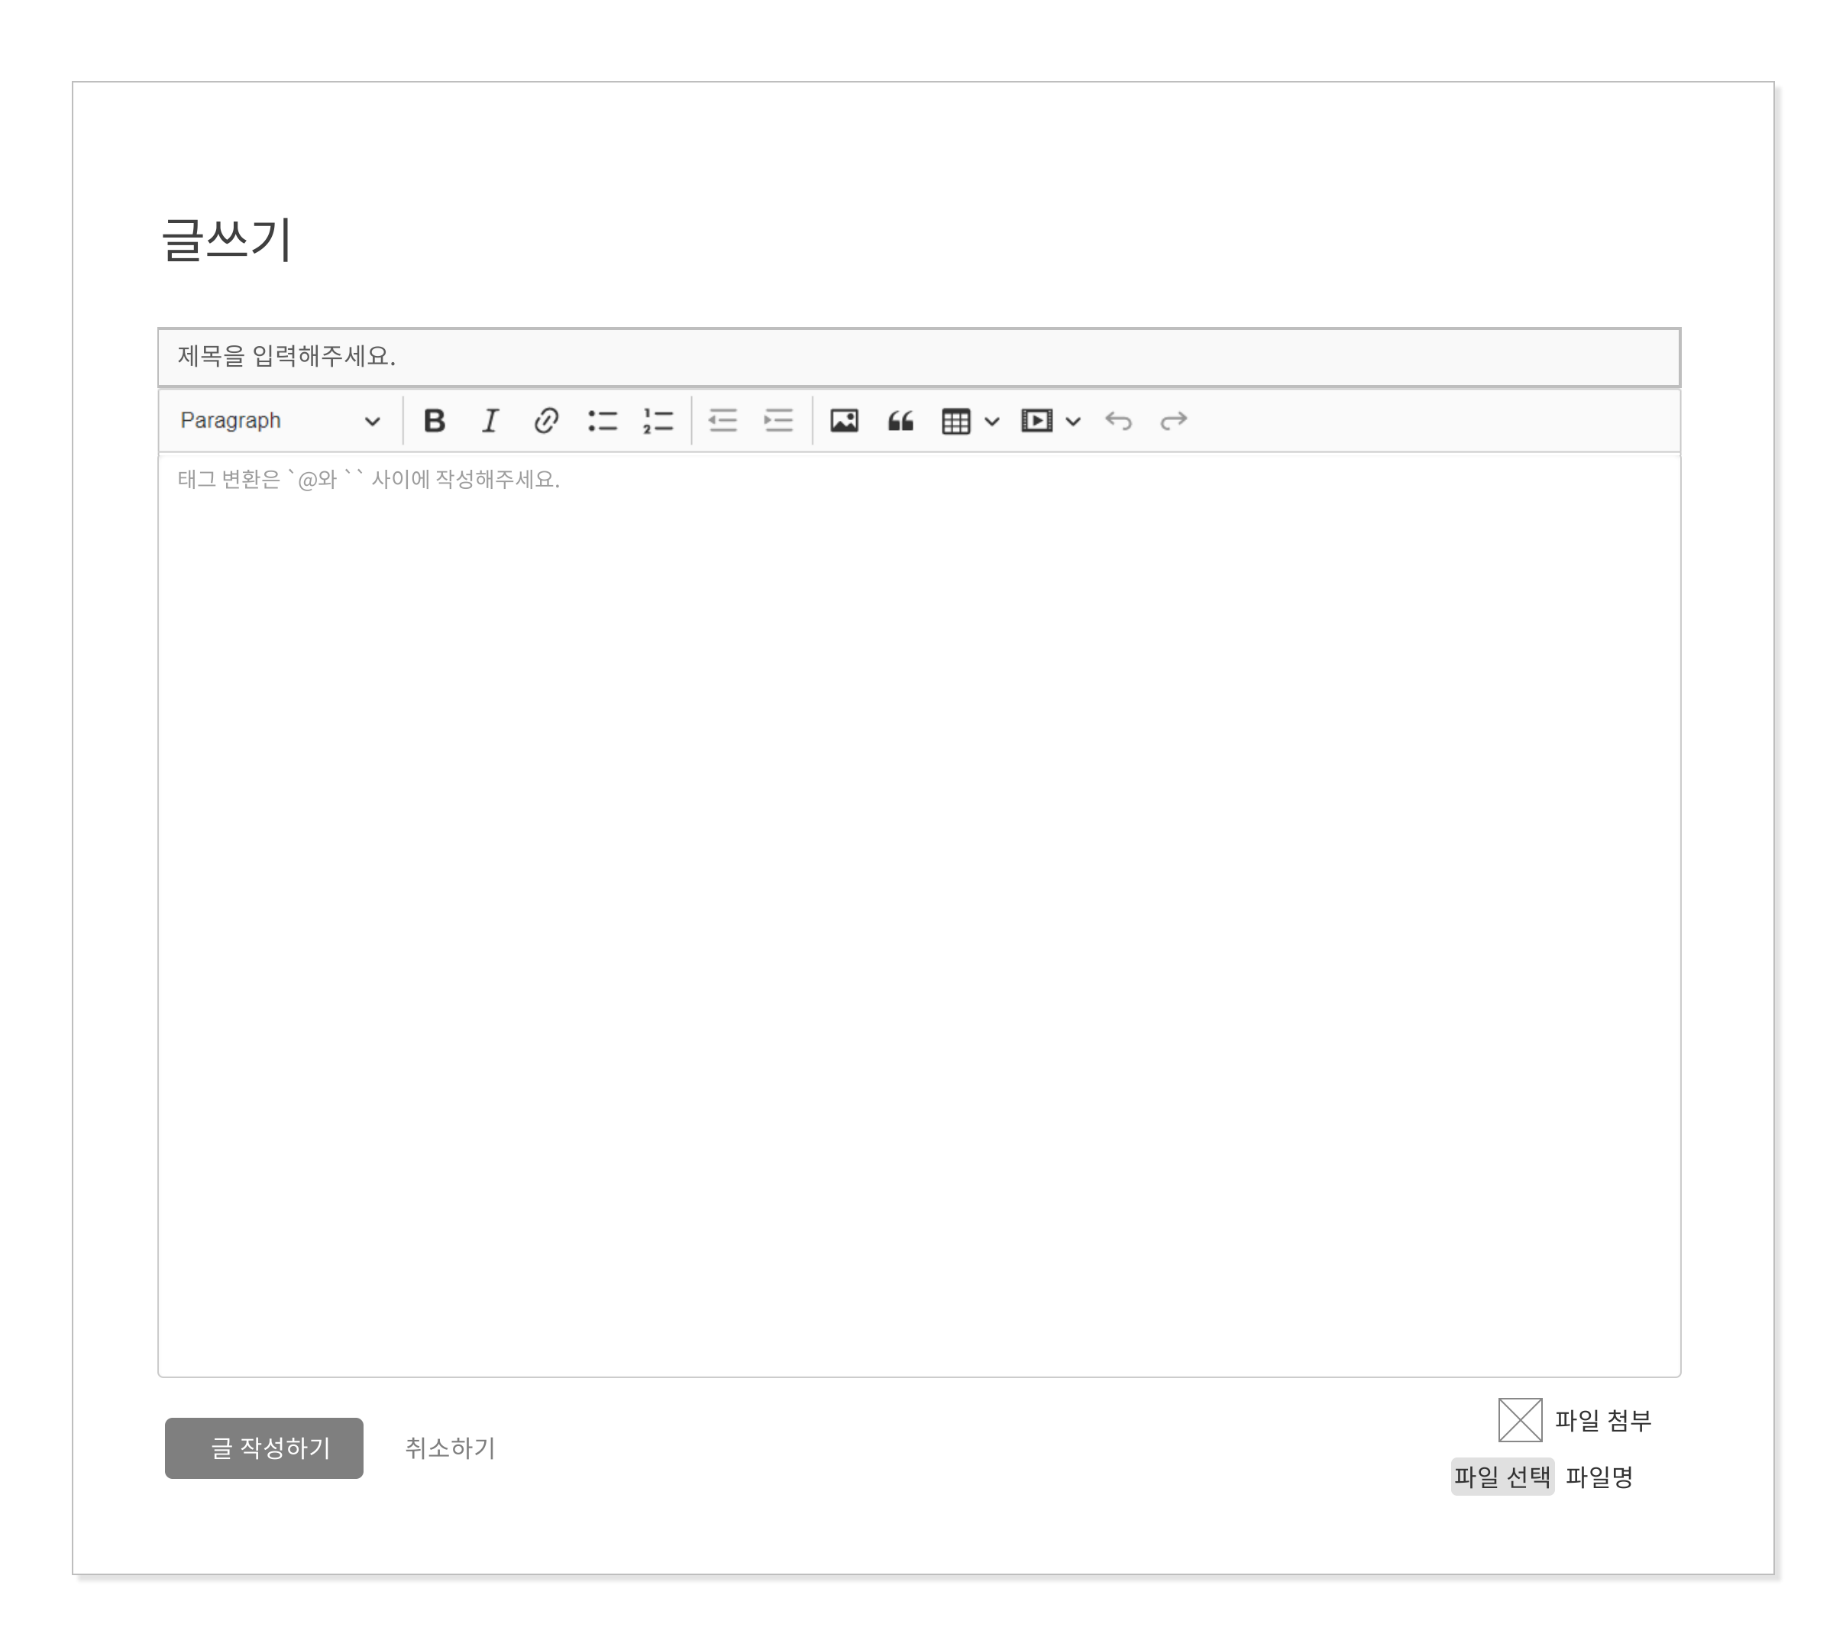 글쓰기
제목을 입력해주세요.
Paragraph
태그 변환은 `@와 `` 사이에 작성해주세요.
글 작성하기 취소하기
파일 첨부
파일 선택 파일명